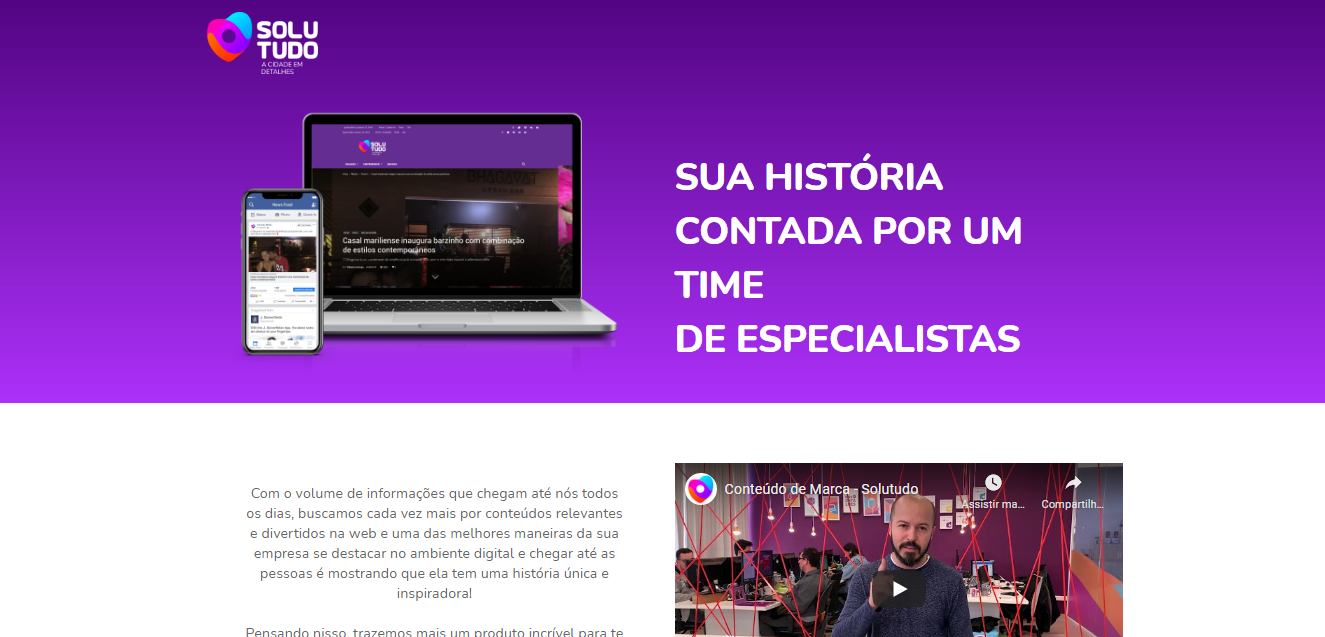 SOLU
TUDO
A CIDADE EM
DETALHES
SOLU
TUDO
BHAGAVAT
Casal mariliense inaugura barzinho com combinação
de estilos contemporâneos
News Feed
SUA HISTÓRIA
CONTADA POR UM
TIME
DE ESPECIALISTAS
Com o volume de informações que chegam até nós todos
os dias, buscamos cada vez mais por conteúdos relevantes
e divertidos na web e uma das melhores maneiras da sua
empresa se destacar no ambiente digital e chegar até as
pessoas é mostrando que ela tem uma história única e
inspiradora!
Pensando nisso, trazemos mais um produto incrível para te
Conteúdo de Marca - Solutudo
Assistir ma...
Compartilh...